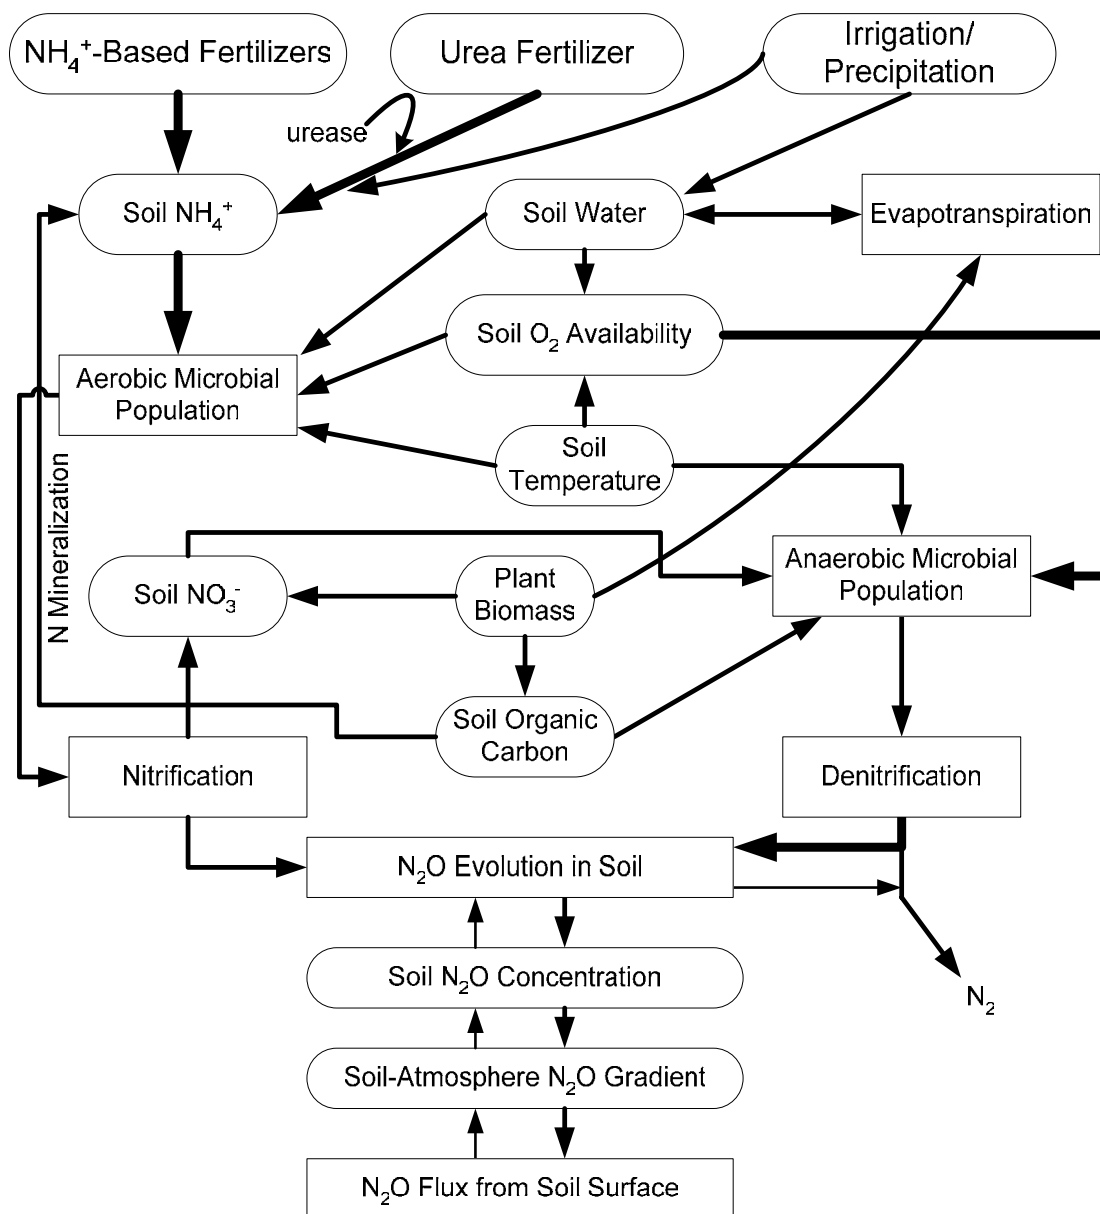 NH₄⁺-Based Fertilizers
Urea Fertilizer
Irrigation/
Precipitation
urease
Soil NH₄⁺
Soil Water
Evapotranspiration
Soil O₂ Availability
Aerobic Microbial
Population
Soil
Temperature
N Mineralization
Soil NO₃⁻
Plant
Biomass
Anaerobic Microbial
Population
Soil Organic
Carbon
Nitrification
Denitrification
N₂O Evolution in Soil
Soil N₂O Concentration
N₂
Soil-Atmosphere N₂O Gradient
N₂O Flux from Soil Surface